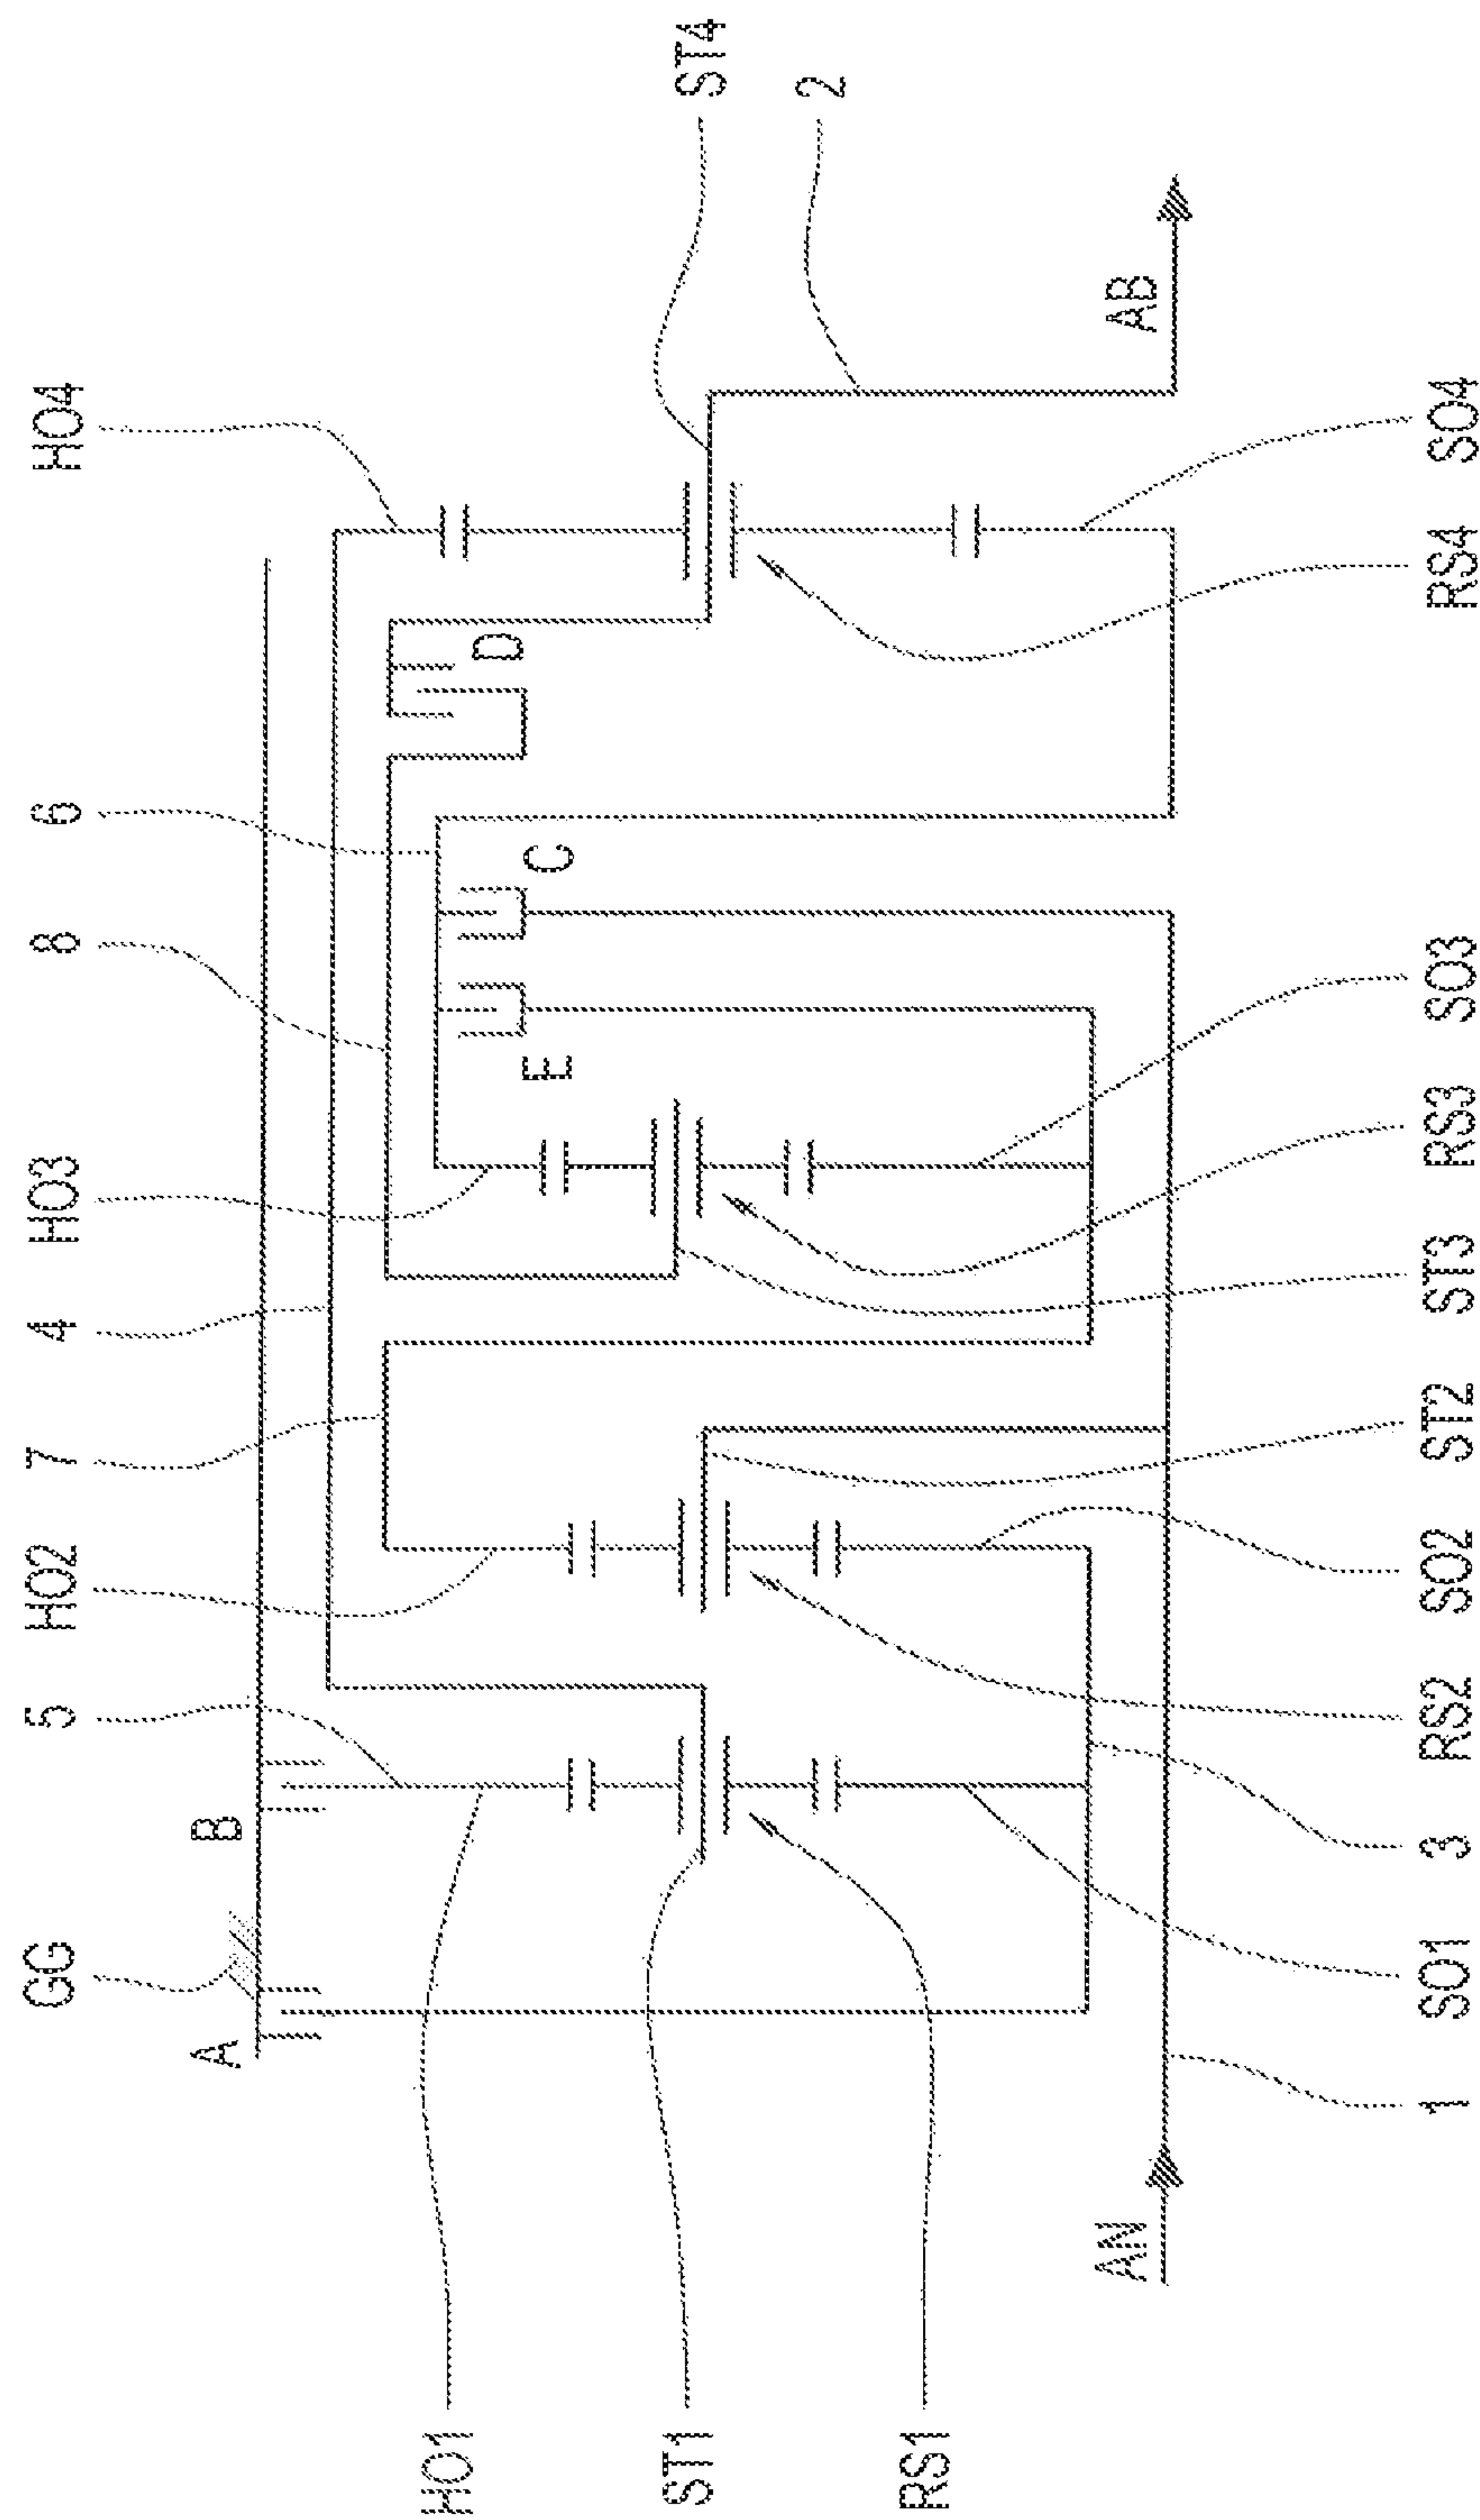 GG
5
HO2
7
4
HO3
8
6
HO4
A
B
E
C
D
ST4
2
AB
AN
HO1
ST1
RS1
1
SO1
3
RS2
SO2
ST2
ST3
RS3
SO3
RS4
SO4